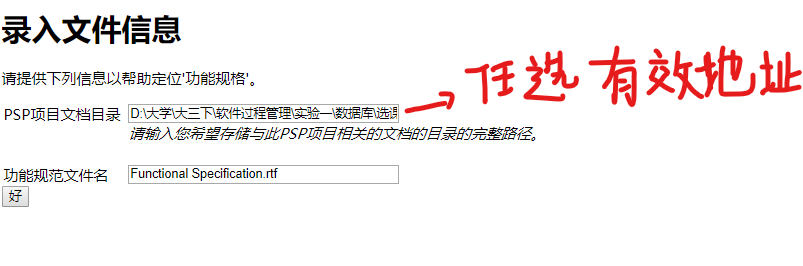 录入文件信息
请提供下列信息以帮助定位'功能规格'。
PSP项目文档目录 D:\大学\大三下\软件过程管理\实验一\数据库\选课
任选 有效地址
请输入您希望存储与此PSP项目相关的文档的目录的完整路径。
功能规范文件名 Functional Specification.rtf
好